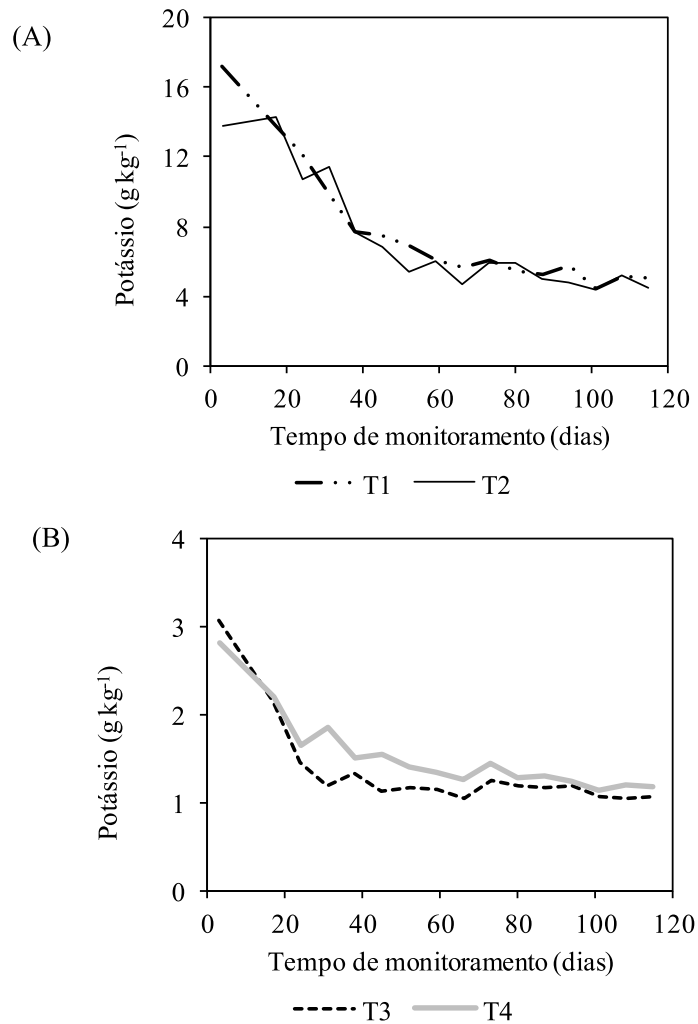 (A)
20
16
12
8
4
0
Potássio (g kg⁻¹)
0 20 40 60 80 100 120
Tempo de monitoramento (dias)
T1 T2
(B)
4
3
2
1
0
Potássio (g kg⁻¹)
0 20 40 60 80 100 120
Tempo de monitoramento (dias)
T3 T4